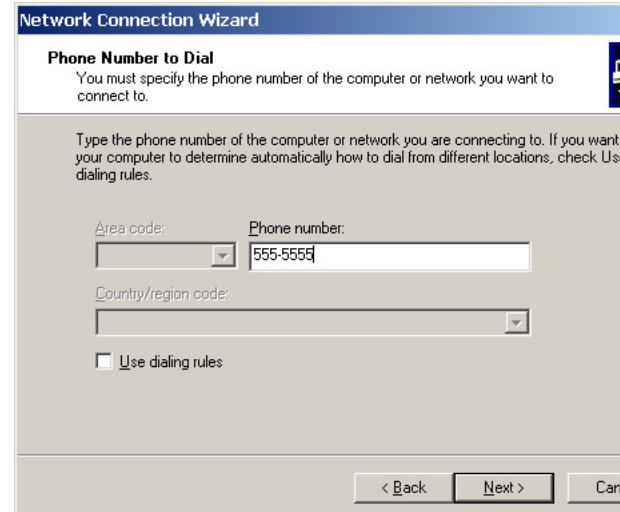 Network Connection Wizard
Phone Number to Dial
You must specify the phone number of the computer or network you want to
connect to.
Type the phone number of the computer or network you are connecting to. If you want
your computer to determine automatically how to dial from different locations, check
dialing rules.
Area code:
Phone number:
555-5555
Country/region code:
Use dialing rules
< Back
Next >